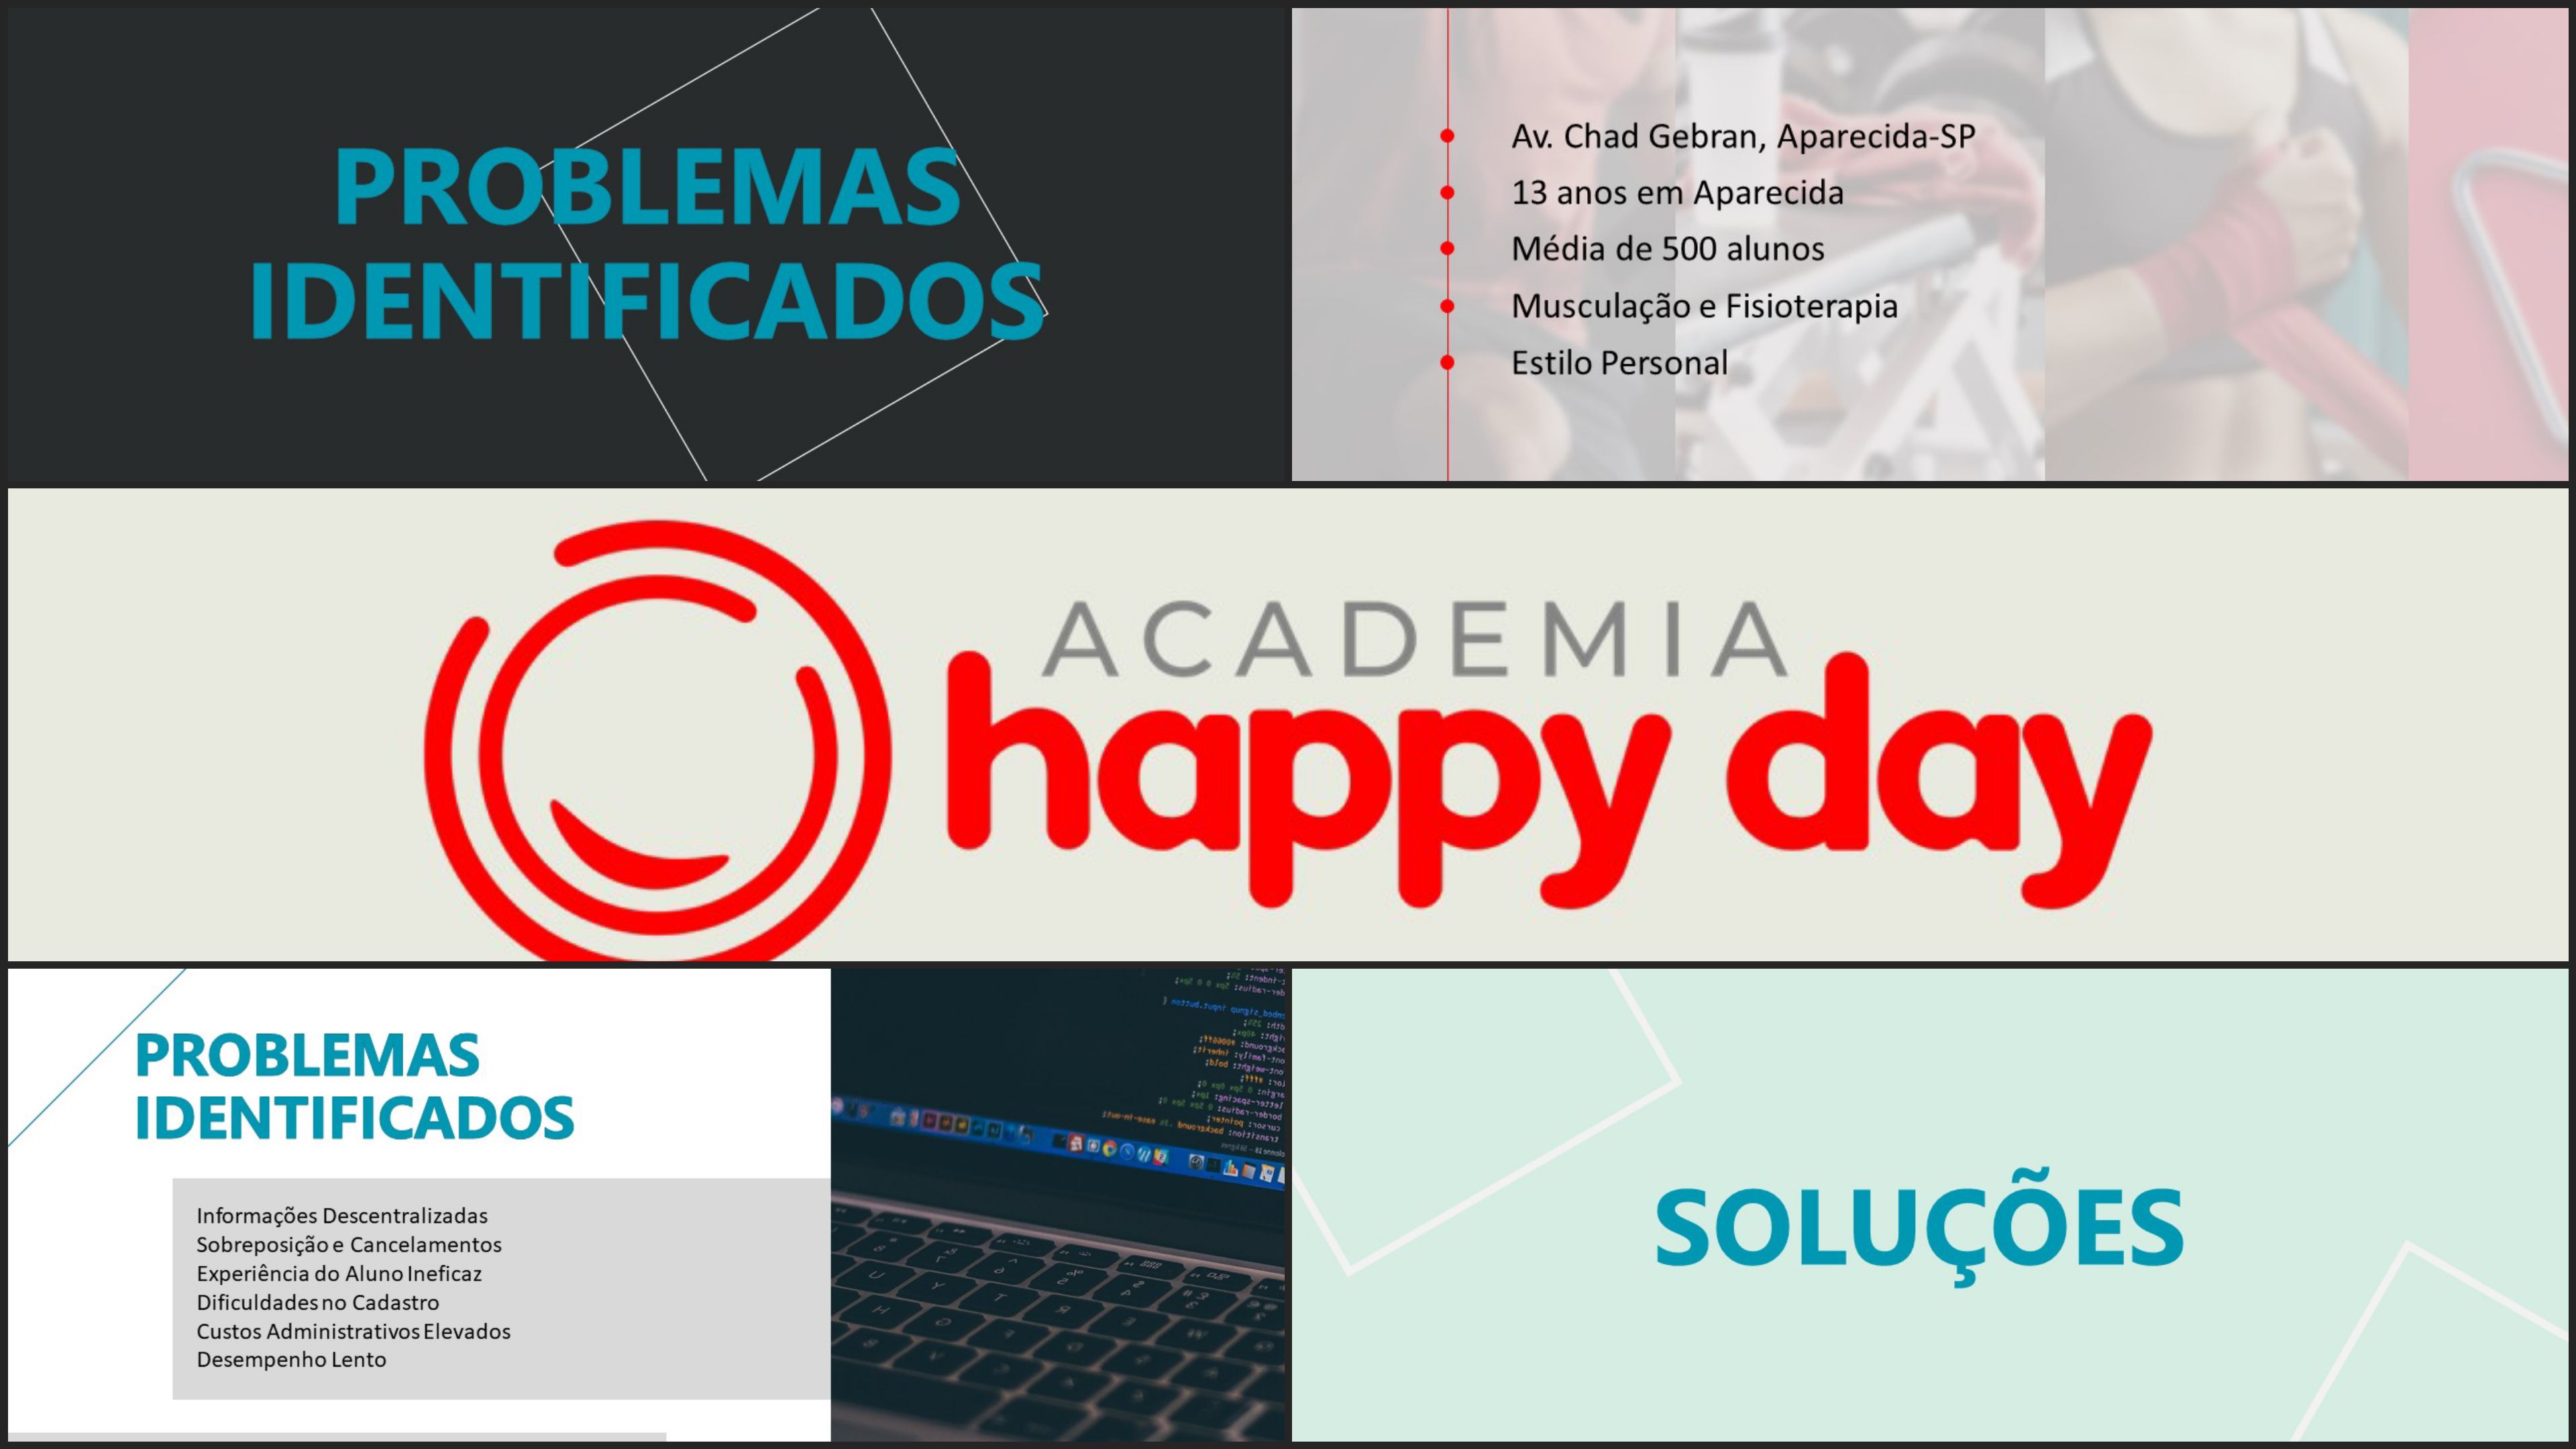 PROBLEMAS
IDENTIFICADOS
Av. Chad Gebran, Aparecida-SP
13 anos em Aparecida
Média de 500 alunos
Musculação e Fisioterapia
Estilo Personal
ACADEMIA
happy day
PROBLEMAS
IDENTIFICADOS
Informações Descentralizadas
Sobreposição e Cancelamentos
Experiência do Aluno Ineficaz
Dificuldades no Cadastro
Custos Administrativos Elevados
Desempenho Lento
SOLUÇÕES